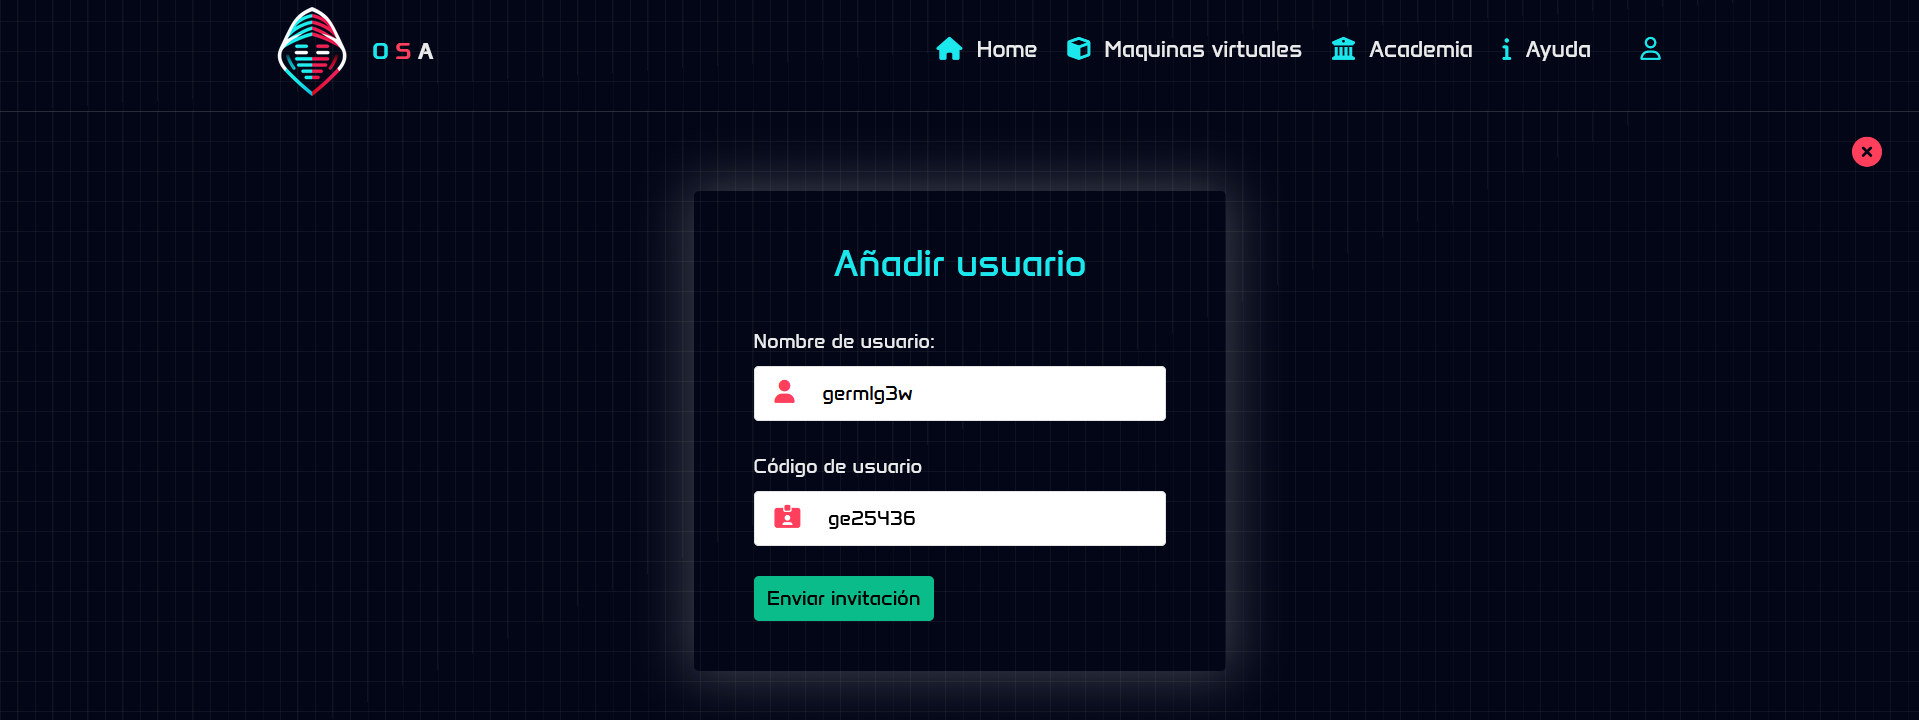 OSA
Home Maquinas virtuales Academia Ayuda
Añadir usuario
Nombre de usuario:
germlg3w
Código de usuario
ge25436
Enviar invitación